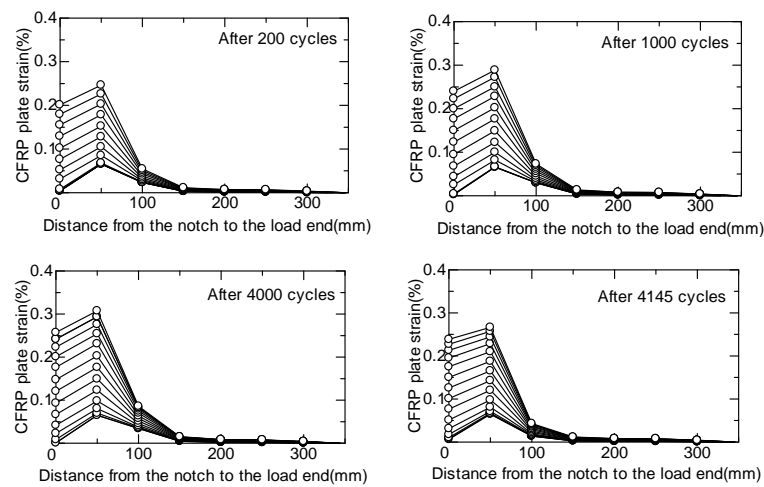 After 200 cycles
CFRP plate strain(%)
0.4
0.3
0.2
0.1
0
100
200
300
Distance from the notch to the load end(mm)
After 1000 cycles
CFRP plate strain(%)
0.4
0.3
0.2
0.1
0
100
200
300
Distance from the notch to the load end(mm)
After 4000 cycles
CFRP plate strain(%)
0.4
0.3
0.2
0.1
0
100
200
300
Distance from the notch to the load end(mm)
After 4145 cycles
CFRP plate strain(%)
0.4
0.3
0.2
0.1
0
100
200
300
Distance from the notch to the load end(mm)